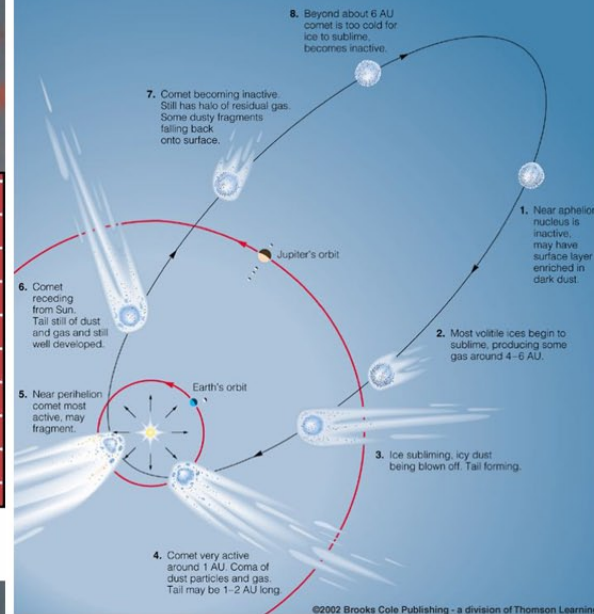 8. Beyond about 6 AU
comet is too cold for
ice to sublime,
becomes inactive.
7. Comet becoming inactive.
Still has halo of residual gas.
Some dusty fragments
falling back
onto surface.
1. Near aphelion
nucleus is
inactive,
may have
surface layer
enriched in
dark dust.
Jupiter's orbit
6. Comet
receding
from Sun.
Tail still of dust
and gas and still
well developed.
2. Most volitile ices begin to
sublime, producing some
gas around 4–6 AU.
Earth's orbit
5. Near perihelion
comet most
active, may
fragment.
3. Ice subliming, icy dust
being blown off. Tail forming.
4. Comet very active
around 1 AU. Coma of
dust particles and gas.
Tail may be 1–2 AU long.
©2002 Brooks Cole Publishing - a division of Thomson Learning